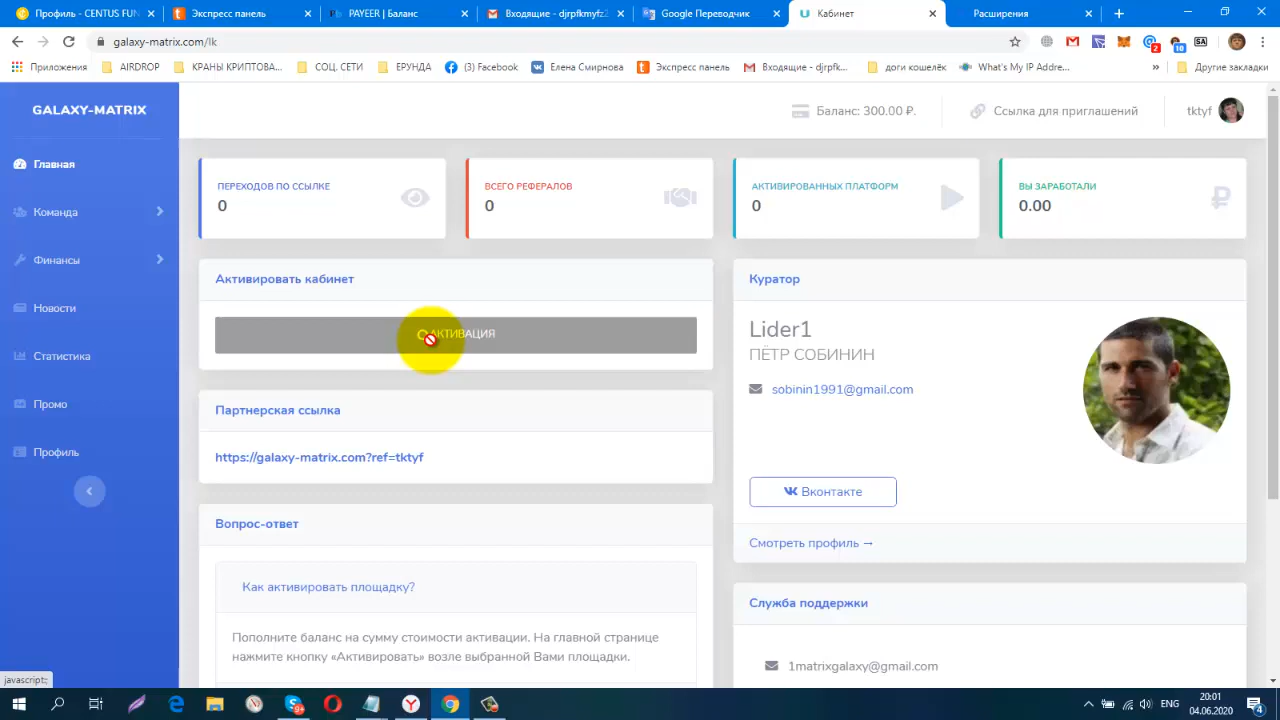 Профиль - CENTUS FUN
Экспресс панель
PAYEER | Баланс
Входящие - djrpfkmyfz2
Google Переводчик
Кабинет
Расширения
galaxy-matrix.com/lk
2
10
Приложения
AIRDROP
КРАНЫ КРИПТОВА...
СОЦ. СЕТИ
ЕРУНДА
(3) Facebook
Елена Смирнова
Экспресс панель
Входящие - djrpfk...
доги кошелёк
What's My IP Addre...
»
Другие закладки
GALAXY-MATRIX
Баланс: 300.00 ₽.
Ссылка для приглашений
tktyf
Главная
Команда
Финансы
Новости
Статистика
Промо
Профиль
ПЕРЕХОДОВ ПО ССЫЛКЕ
0
ВСЕГО РЕФЕРАЛОВ
0
АКТИВИРОВАННЫХ ПЛАТФОРМ
0
ВЫ ЗАРАБОТАЛИ
0.00
Активировать кабинет
АКТИВАЦИЯ
Партнерская ссылка
https://galaxy-matrix.com?ref=tktyf
Вопрос-ответ
Как активировать площадку?
Пополните баланс на сумму стоимости активации. На главной странице
нажмите кнопку «Активировать» возле выбранной Вами площадки.
Куратор
Lider1
ПЁТР СОБИНИН
sobinin1991@gmail.com
Вконтакте
Смотреть профиль →
Служба поддержки
1matrixgalaxy@gmail.com
javascript:;
9+
ENG
20:01
04.06.2020
4